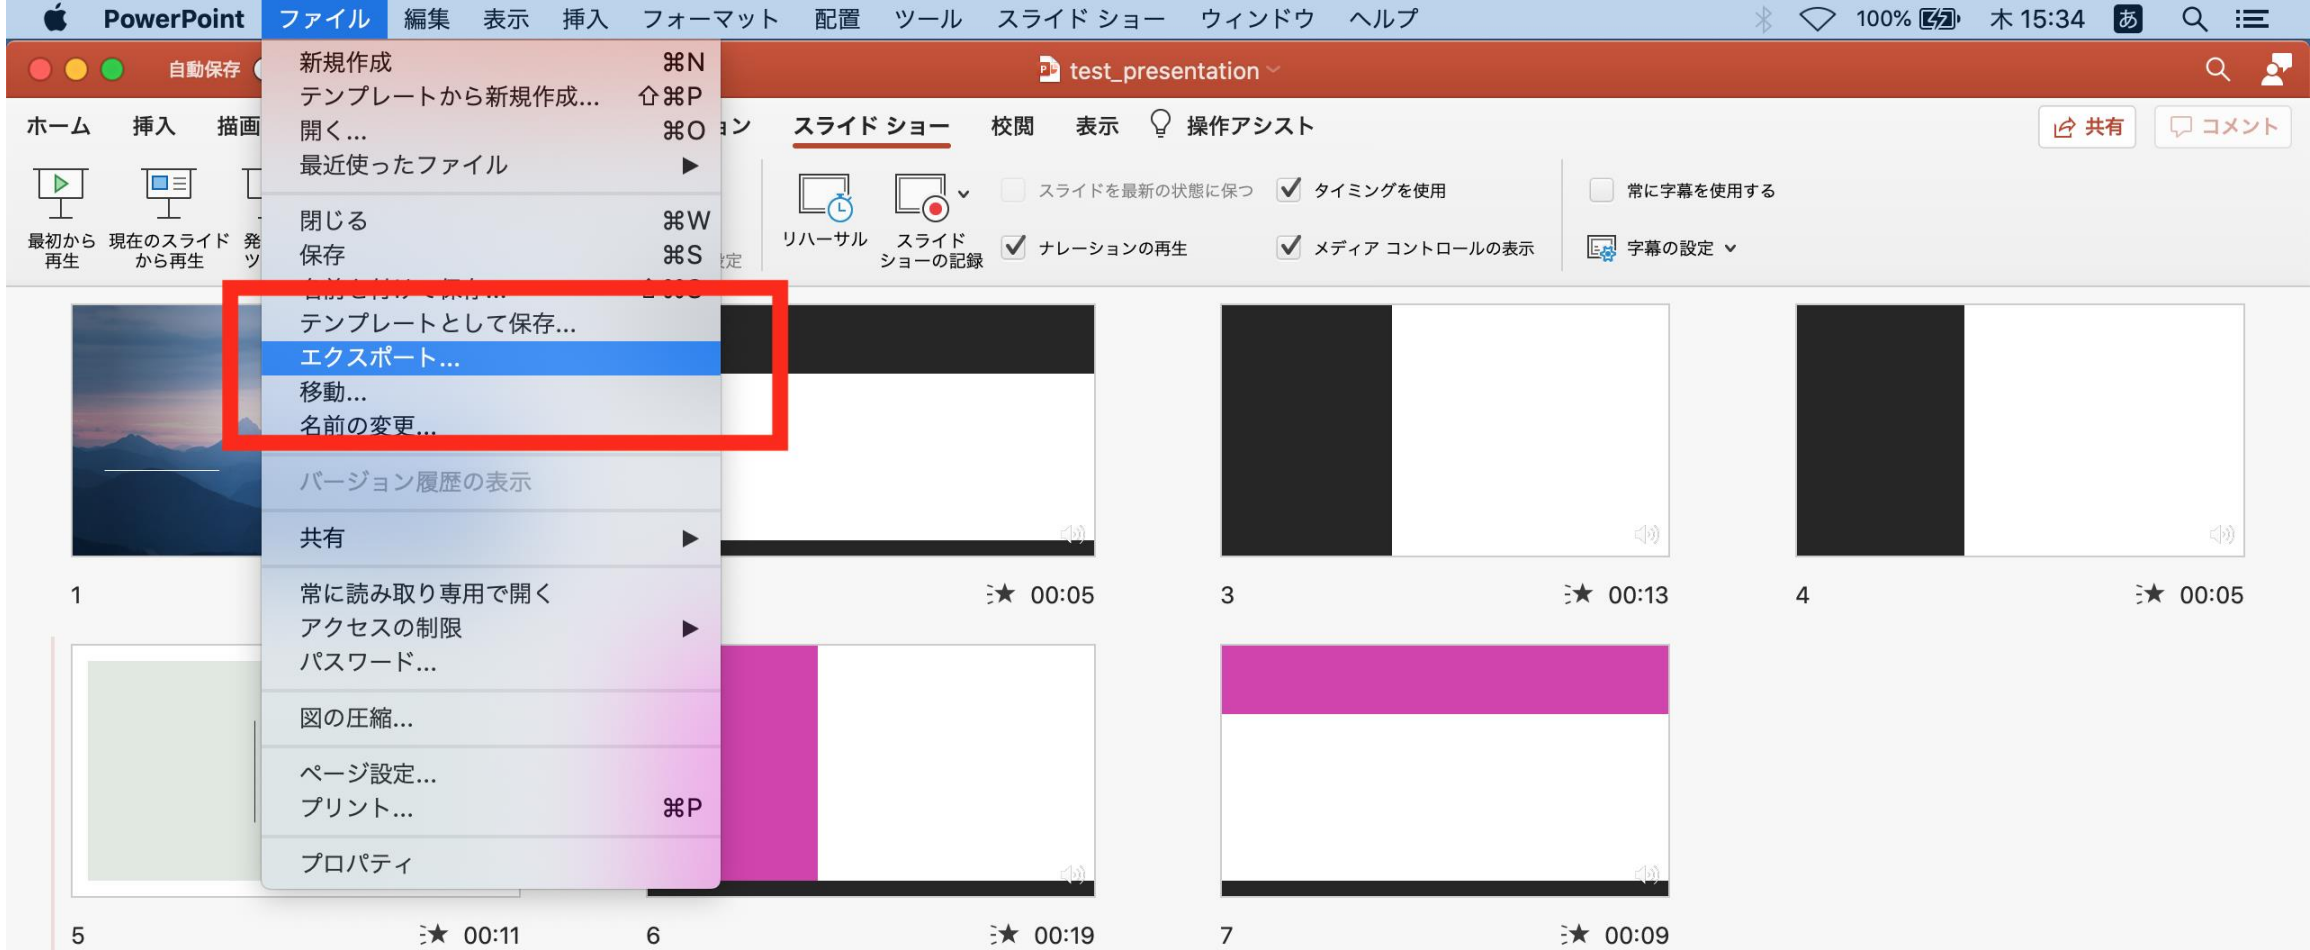 PowerPoint ファイル 編集 表示 挿入 フォーマット 配置 ツール スライド ショー ウィンドウ ヘルプ 100% 木 15:34 あ
自動保存 test_presentation
ホーム 挿入 描画 ョン スライド ショー 校閲 表示 操作アシスト 共有 コメント
最初から
再生
現在のスライド
から再生
発
ツ
定
リハーサル
スライド
ショーの記録
スライドを最新の状態に保つ
タイミングを使用
常に字幕を使用する
ナレーションの再生
メディア コントロールの表示
字幕の設定
新規作成 ⌘N
テンプレートから新規作成... ⇧⌘P
開く... ⌘O
最近使ったファイル ▶
閉じる ⌘W
保存 ⌘S
名前を付けて保存... ⇧⌘S
テンプレートとして保存...
エクスポート...
移動...
名前の変更...
バージョン履歴の表示
共有 ▶
常に読み取り専用で開く
アクセスの制限 ▶
パスワード...
図の圧縮...
ページ設定...
プリント... ⌘P
プロパティ
1
00:05
3 00:13
4 00:05
5 00:11
6 00:19
7 00:09